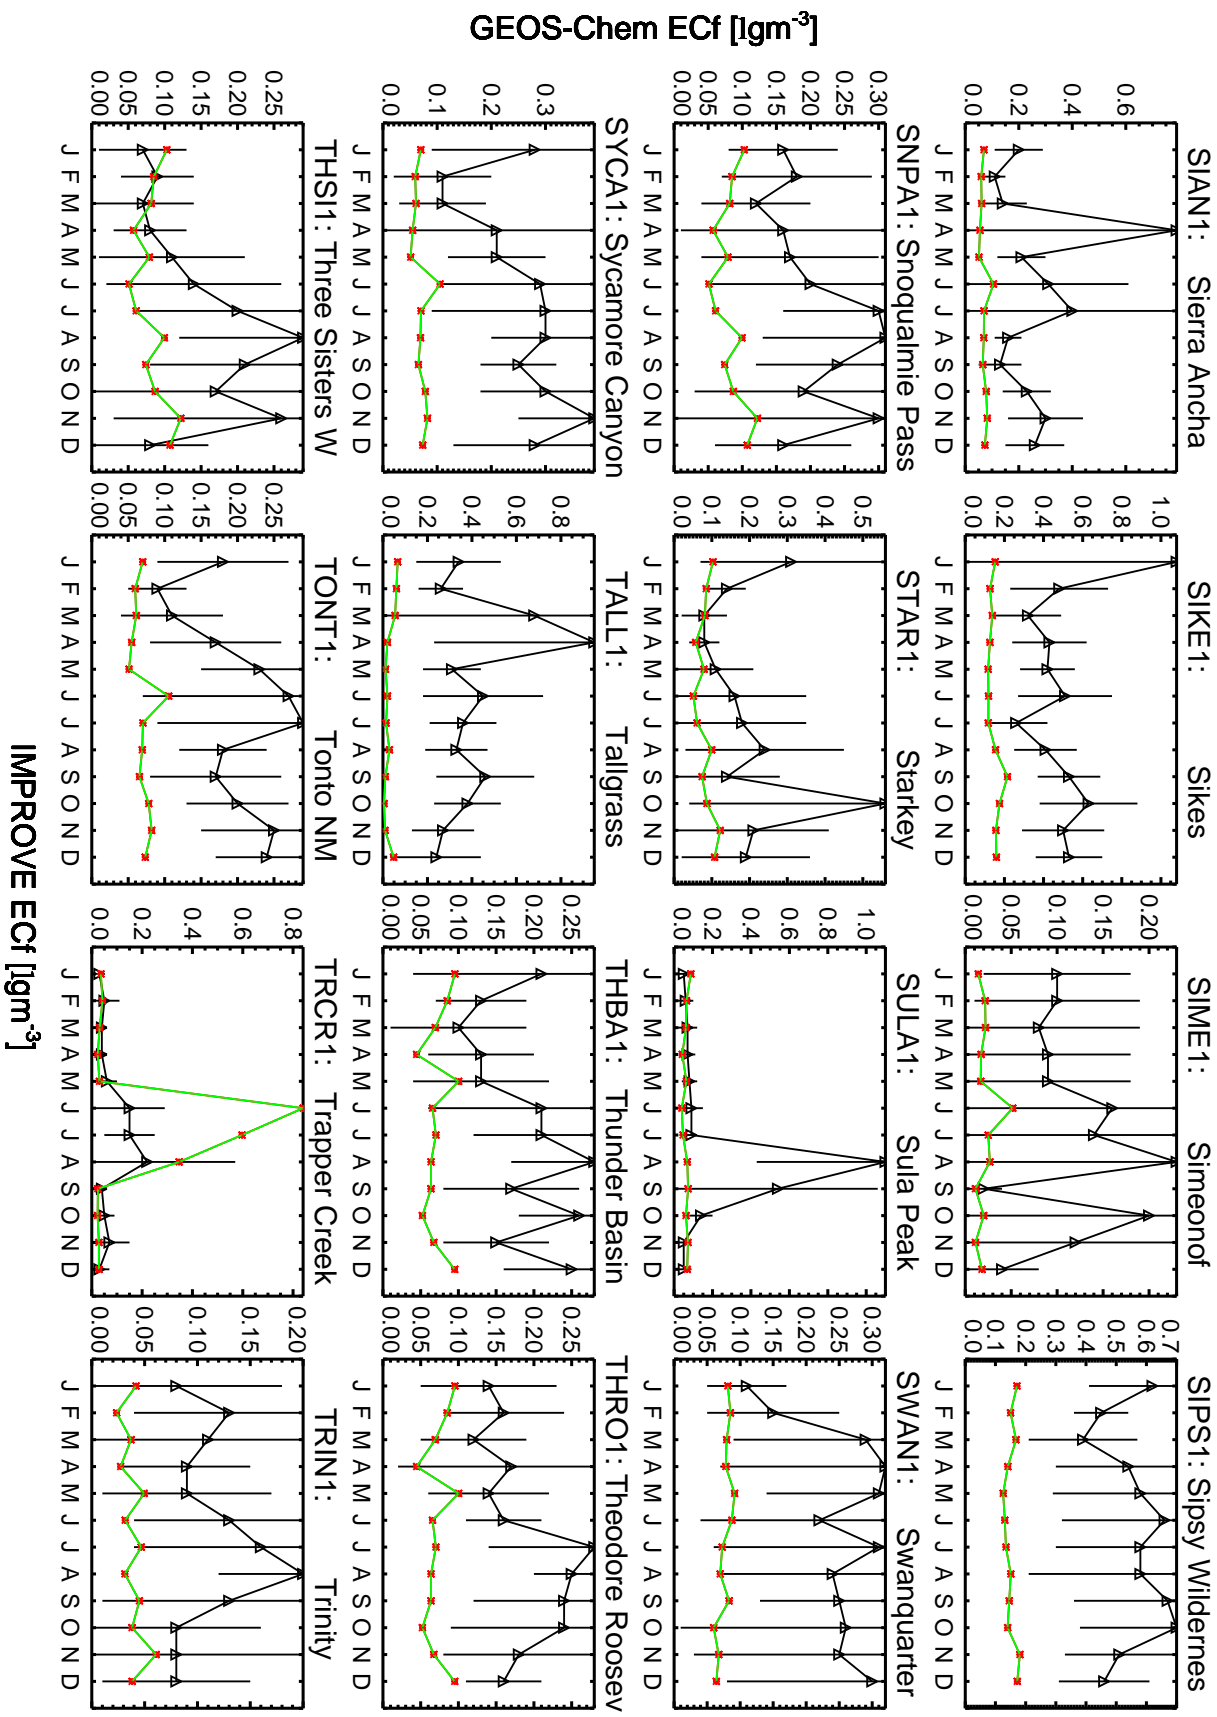 GEOS-Chem ECf [lgm-3]
SIAN1: Sierra Ancha
0.6
0.4
0.2
0.0
J F M A M J J A S O N D
SIKE1: Sikes
1.0
0.8
0.6
0.4
0.2
0.0
J F M A M J J A S O N D
SIME1: Simeonof
0.20
0.15
0.10
0.05
0.00
J F M A M J J A S O N D
SIPS1: Sipsy Wildernes
0.7
0.6
0.5
0.4
0.3
0.2
0.1
0.0
J F M A M J J A S O N D
SNPA1: Snoqualmie Pass
0.30
0.25
0.20
0.15
0.10
0.05
0.00
J F M A M J J A S O N D
STAR1: Starkey
0.5
0.4
0.3
0.2
0.1
0.0
J F M A M J J A S O N D
SULA1: Sula Peak
1.0
0.8
0.6
0.4
0.2
0.0
J F M A M J J A S O N D
SWAN1: Swanquarter
0.30
0.25
0.20
0.15
0.10
0.05
0.00
J F M A M J J A S O N D
SYCA1: Sycamore Canyon
0.3
0.2
0.1
0.0
J F M A M J J A S O N D
TALL1: Tallgrass
0.8
0.6
0.4
0.2
0.0
J F M A M J J A S O N D
THBA1: Thunder Basin
0.25
0.20
0.15
0.10
0.05
0.00
J F M A M J J A S O N D
THRO1: Theodore Roosev
0.25
0.20
0.15
0.10
0.05
0.00
J F M A M J J A S O N D
THSI1: Three Sisters W
0.25
0.20
0.15
0.10
0.05
0.00
J F M A M J J A S O N D
TONT1: Tonto NM
0.25
0.20
0.15
0.10
0.05
0.00
J F M A M J J A S O N D
TRCR1: Trapper Creek
0.8
0.6
0.4
0.2
0.0
J F M A M J J A S O N D
TRIN1: Trinity
0.20
0.15
0.10
0.05
0.00
J F M A M J J A S O N D
IMPROVE ECf [lgm-3]